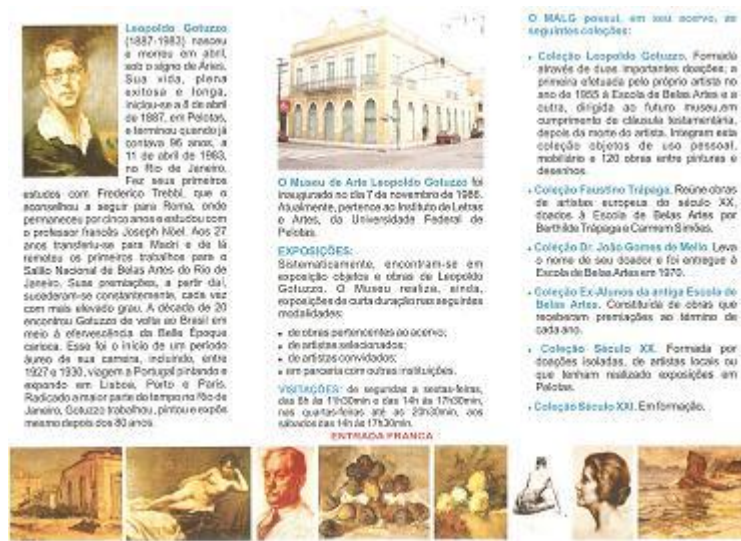 Leopoldo Gotuzzo
(1887-1983) nasceu
e morreu em abril,
sob o signo de Áries.
Sua vida, plena
exitosa e longa,
iniciou-se a 8 de abril
de 1887, em Pelotas,
e terminou quando já
contava 96 anos, a
11 de abril de 1983,
no Rio de Janeiro.
Fez seus primeiros
estudos com Frederico Trebbi, que o
aconselhou a seguir para Roma, onde
permaneceu por cinco anos e estudou com
o professor francês Joseph Nöel. Aos 27
anos transferiu-se para Madri e de lá
remeteu os primeiros trabalhos para o
Salão Nacional de Belas Artes do Rio de
Janeiro. Suas premiações, a partir daí,
sucederam-se constantemente, cada vez
com mais elevado grau. A década de 20
encontrou Gotuzzo de volta ao Brasil em
meio à efervescência da Belle Époque
carioca. Esse foi o início de um período
áureo de sua carreira, incluindo, entre
1927 e 1930, viagem a Portugal pintando e
expondo em Lisboa, Porto e Paris.
Radicado a maior parte do tempo no Rio de
Janeiro, Gotuzzo trabalhou, pintou e expôs
mesmo depois dos 80 anos.
O Museu de Arte Leopoldo Gotuzzo foi
inaugurado no dia 7 de novembro de 1986.
Atualmente, pertence ao Instituto de Letras
e Artes, da Universidade Federal de
Pelotas.
EXPOSIÇÕES:
Sistematicamente, encontram-se em
exposição objetos e obras de Leopoldo
Gotuzzo. O Museu realiza, ainda,
exposições de curta duração nas seguintes
modalidades:
• de obras pertencentes ao acervo;
• de artistas selecionados;
• de artistas convidados;
• em parceria com outras instituições.
VISITAÇÕES: de segundas a sextas-feiras,
das 8h às 11h30min e das 14h às 17h30min,
nas quartas-feiras até as 20h30min, aos
sábados das 14h às 17h30min.
ENTRADA FRANCA
O MALG possui, em seu acervo, as
seguintes coleções:
• Coleção Leopoldo Gotuzzo. Formada
através de duas importantes doações; a
primeira efetuada pelo próprio artista no
ano de 1955 à Escola de Belas Artes e a
outra, dirigida ao futuro museu,em
cumprimento de cláusula testamentária,
depois da morte do artista. Integram esta
coleção objetos de uso pessoal,
mobiliário e 120 obras entre pinturas e
desenhos.
• Coleção Faustino Trápaga. Reúne obras
de artistas europeus do século XX,
doados à Escola de Belas Artes por
Berthilde Trápaga e Carmem Simões.
• Coleção Dr. João Gomes de Mello. Leva
o nome de seu doador e foi entregue à
Escola de Belas Artes em 1970.
• Coleção Ex-Alunos da antiga Escola de
Belas Artes. Constituída de obras que
receberam premiações ao término de
cada ano.
• Coleção Século XX. Formada por
doações isoladas, de artistas locais ou
que tenham realizado exposições em
Pelotas.
• Coleção Século XXI. Em formação.